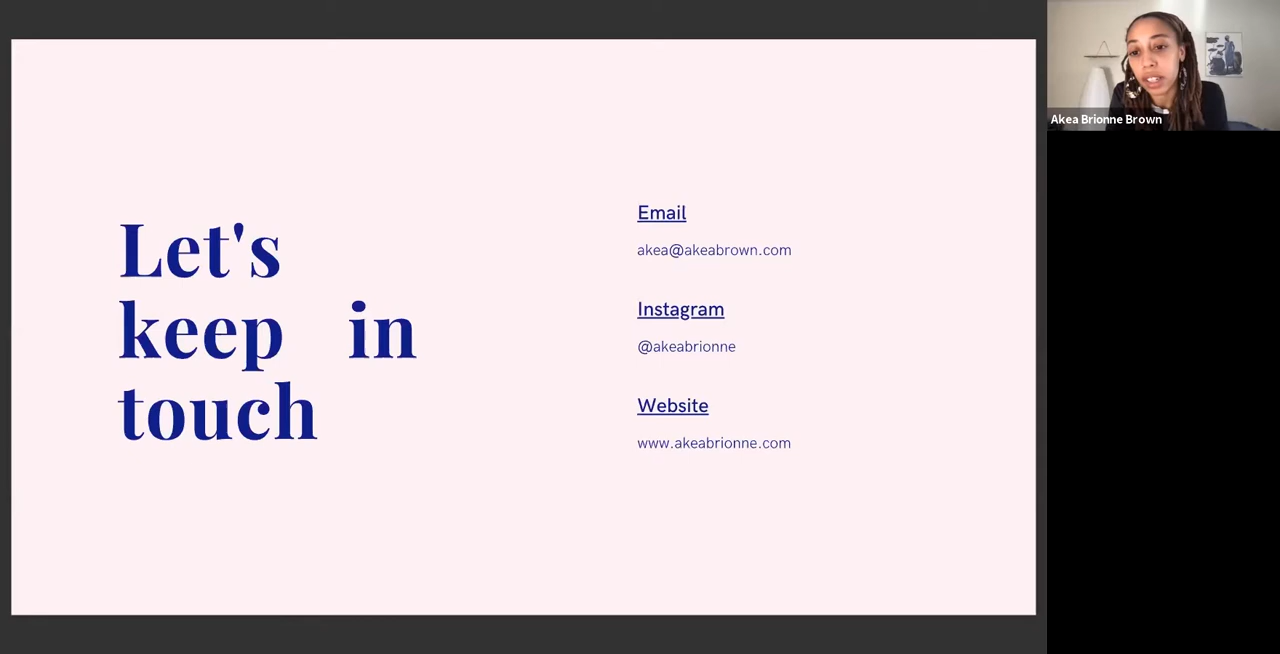 Let's
keep in
touch
Email
akea@akeabrown.com
Instagram
@akeabrionne
Website
www.akeabrionne.com
Akea Brionne Brown